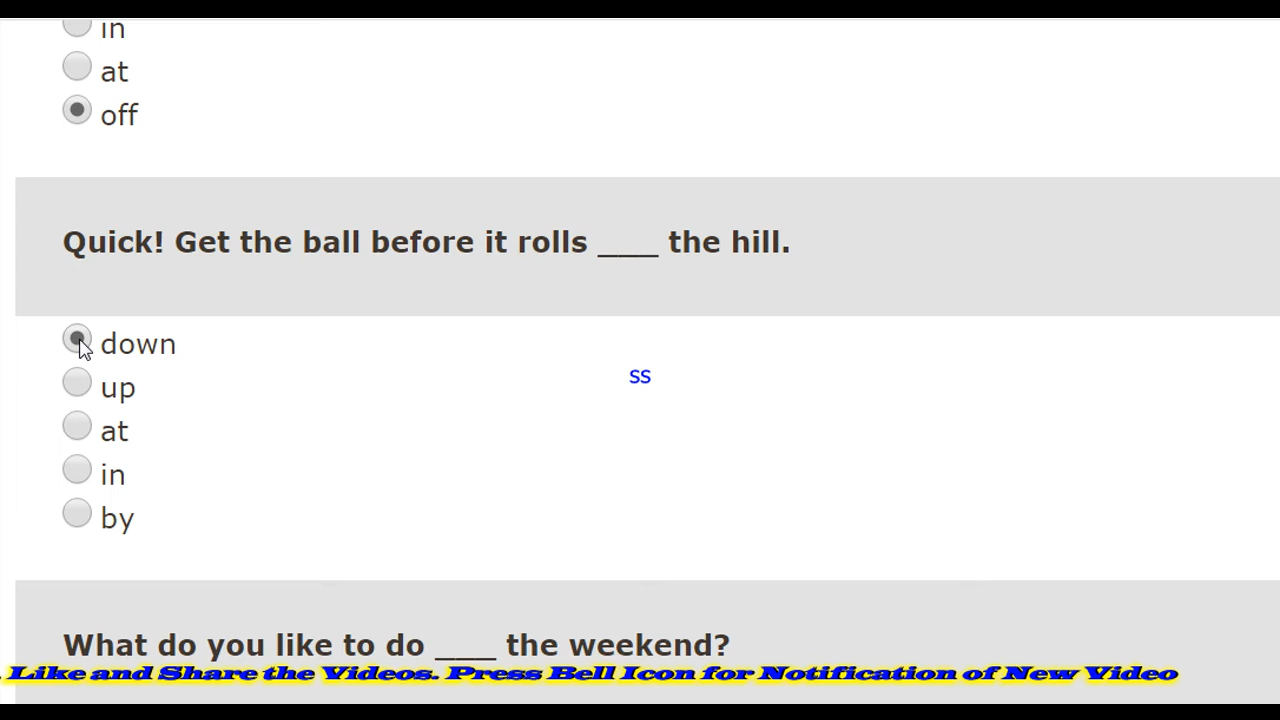 in
at
off
Quick! Get the ball before it rolls ___ the hill.
down
ss
up
at
in
by
What do you like to do ___ the weekend?
. Like and Share the Videos. Press Bell Icon for Notification of New Video